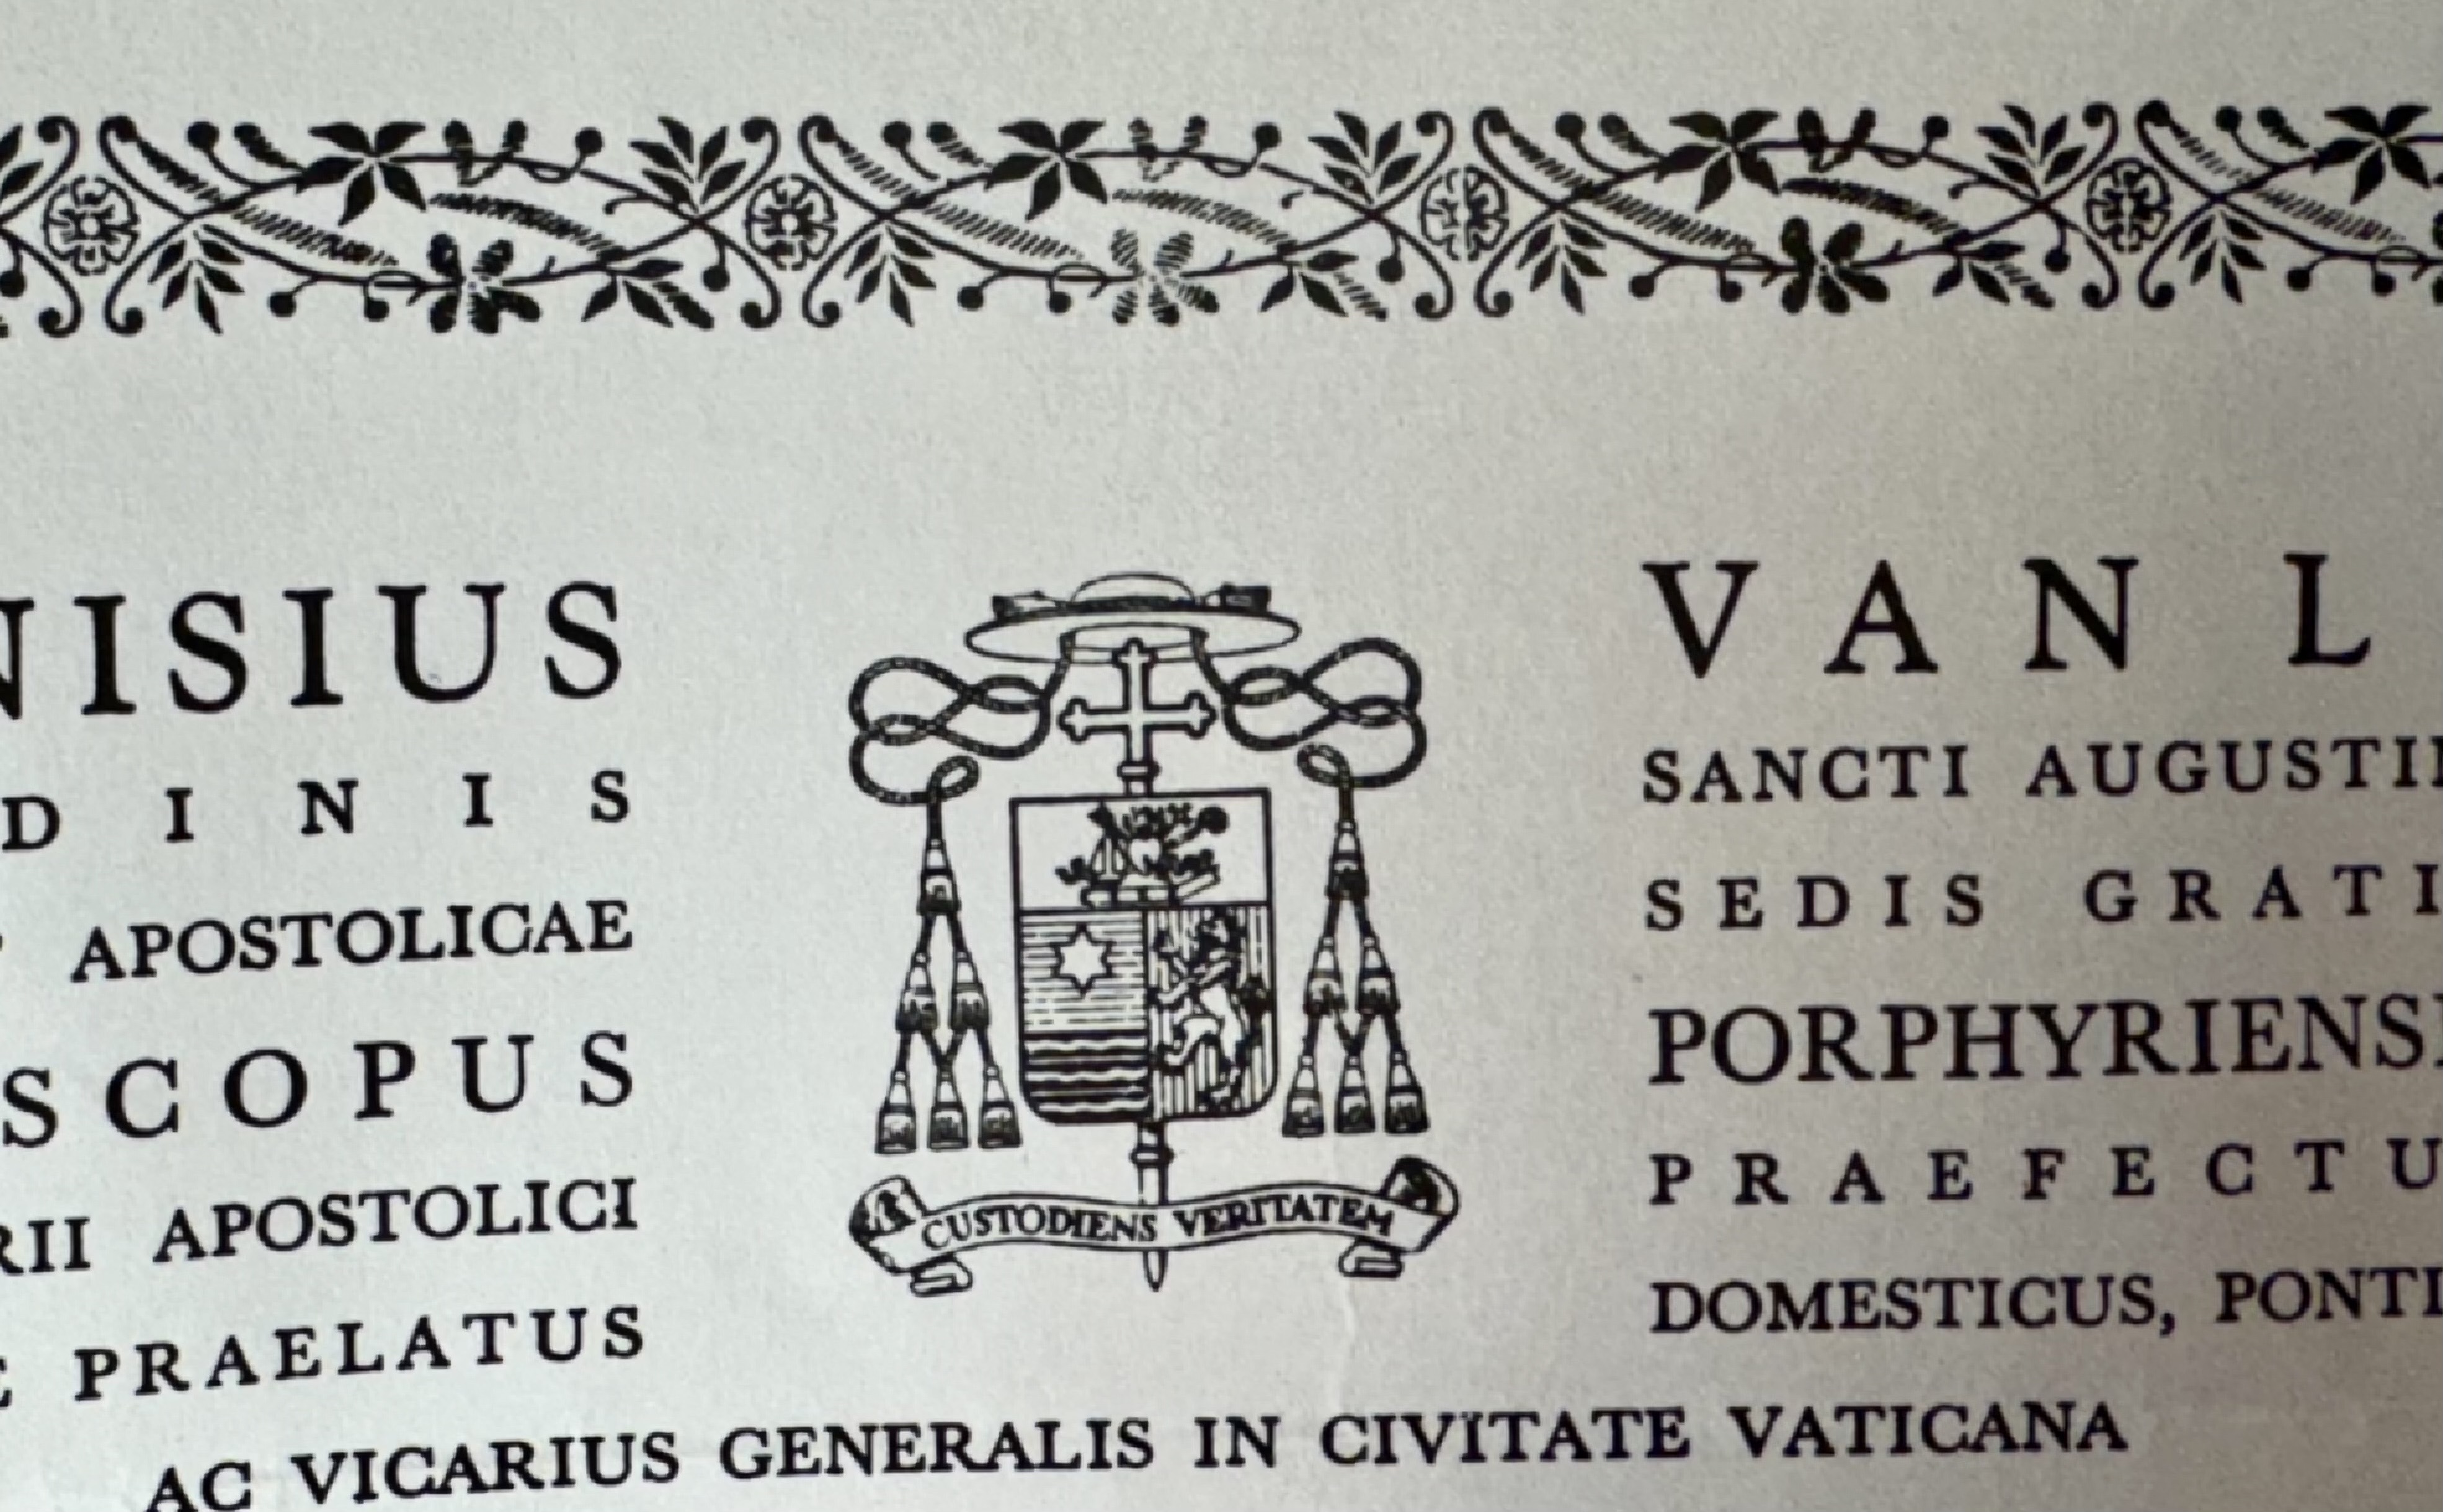 NISIUS VAN L
DINIS SANCTI AUGUSTI
APOSTOLICAE SEDIS GRATI
SCOPUS PORPHYRIENS
RII APOSTOLICI PRAEFECTU
E PRAELATUS DOMESTICUS, PONTI
AC VICARIUS GENERALIS IN CIVITATE VATICANA
CUSTODIENS VERITATEM